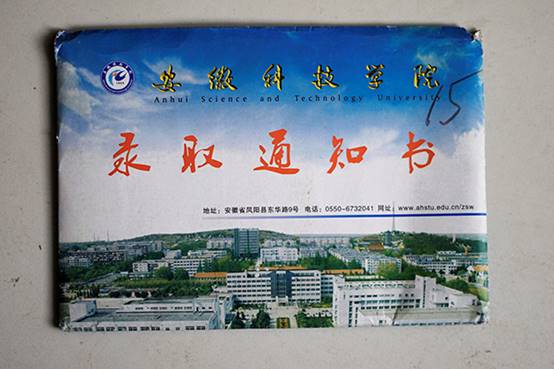 安徽科技学院
Anhui Science and Technology University
15
录取通知书
地址：安徽省凤阳县东华路9号 电话：0550-6732041 网址：www.ahstu.edu.cn/zsw